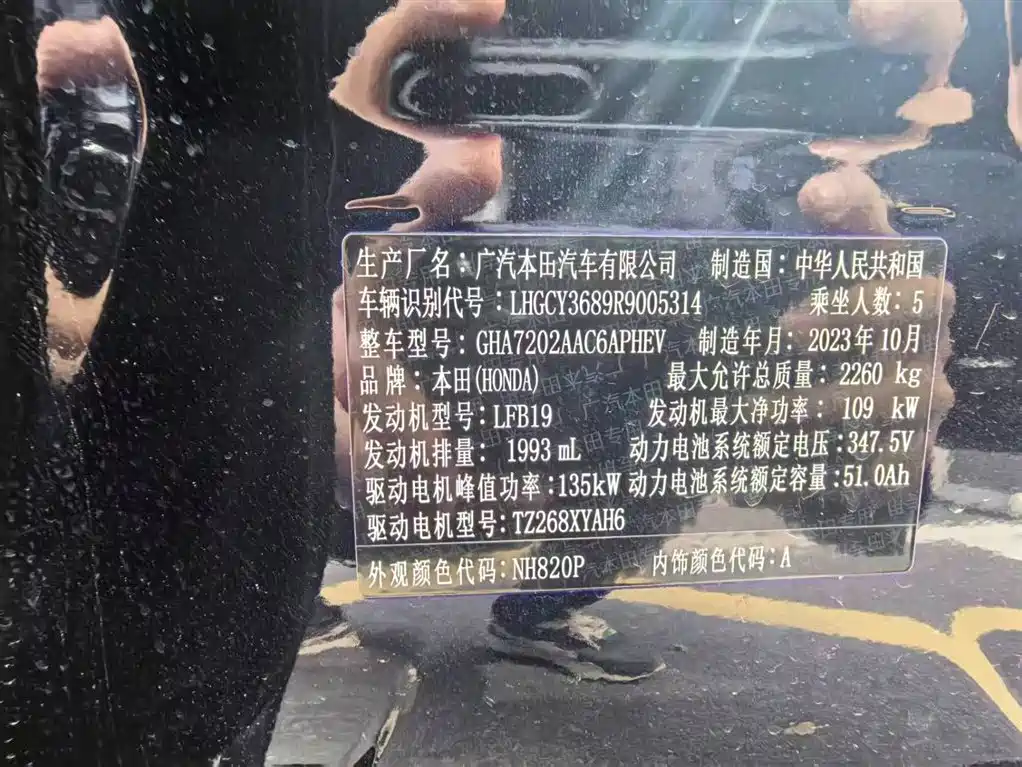 生产厂名：广汽本田汽车有限公司 制造国：中华人民共和国
车辆识别代号：LHGCY3689R9005314 乘坐人数：5
整车型号：GHA7202AAC6APHEV 制造年月：2023年10月
品牌：本田(HONDA) 最大允许总质量：2260 kg
发动机型号：LFB19 发动机最大净功率：109 kW
发动机排量：1993 mL 动力电池系统额定电压：347.5V
驱动电机峰值功率：135kW 动力电池系统额定容量：51.0Ah
驱动电机型号：TZ268XYAH6
外观颜色代码：NH820P 内饰颜色代码：A